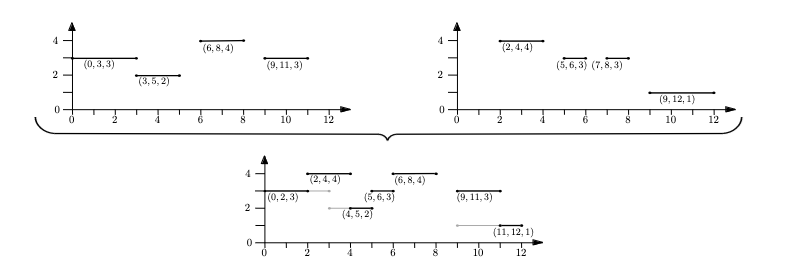 4
(6, 8, 4)
(0, 3, 3)
(9, 11, 3)
2
(3, 5, 2)
0
0 2 4 6 8 10 12
4
(2, 4, 4)
(5, 6, 3) (7, 8, 3)
2
(9, 12, 1)
0
0 2 4 6 8 10 12
4
(2, 4, 4) (6, 8, 4)
(0, 2, 3) (5, 6, 3) (9, 11, 3)
2
(4, 5, 2)
(11, 12, 1)
0
0 2 4 6 8 10 12